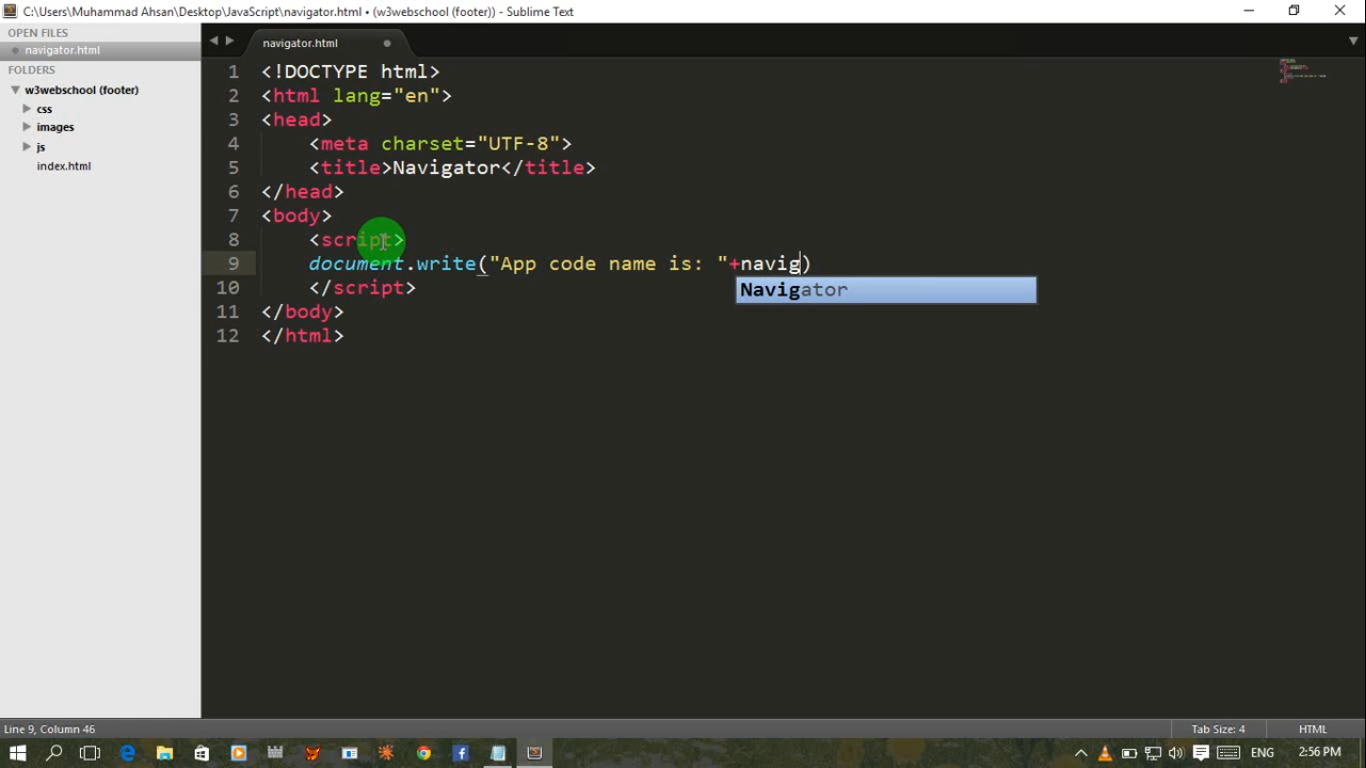 C:\Users\Muhammad Ahsan\Desktop\JavaScript\navigator.html • (w3webschool (footer)) - Sublime Text
OPEN FILES
navigator.html
FOLDERS
w3webschool (footer)
css
images
js
index.html
navigator.html
1 <!DOCTYPE html>
2 <html lang="en">
3 <head>
4 <meta charset="UTF-8">
5 <title>Navigator</title>
6 </head>
7 <body>
8 <script>
9 document.write("App code name is: "+navig)
Navigator
10 </script>
11 </body>
12 </html>
Line 9, Column 46
Tab Size: 4
HTML
ENG
2:56 PM